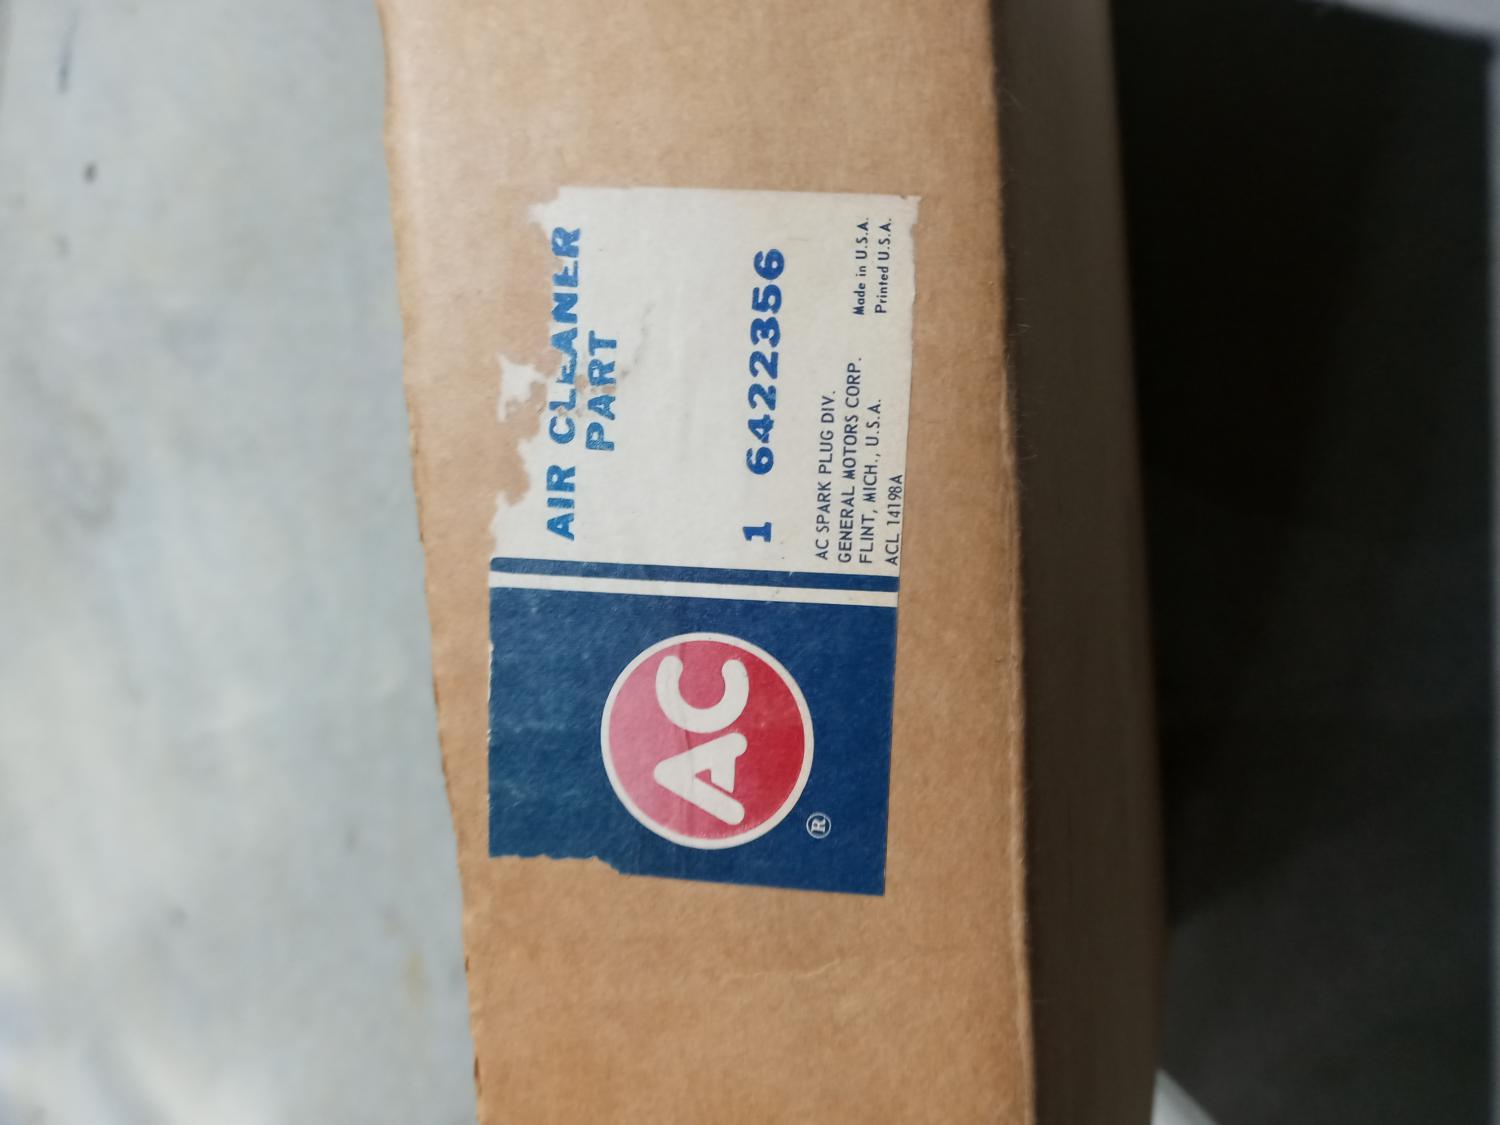 AC
®
AIR CLEANER
PART
1 6422356
AC SPARK PLUG DIV.
GENERAL MOTORS CORP.
FLINT, MICH., U.S.A.
ACL 14198A
Made in U.S.A.
Printed U.S.A.